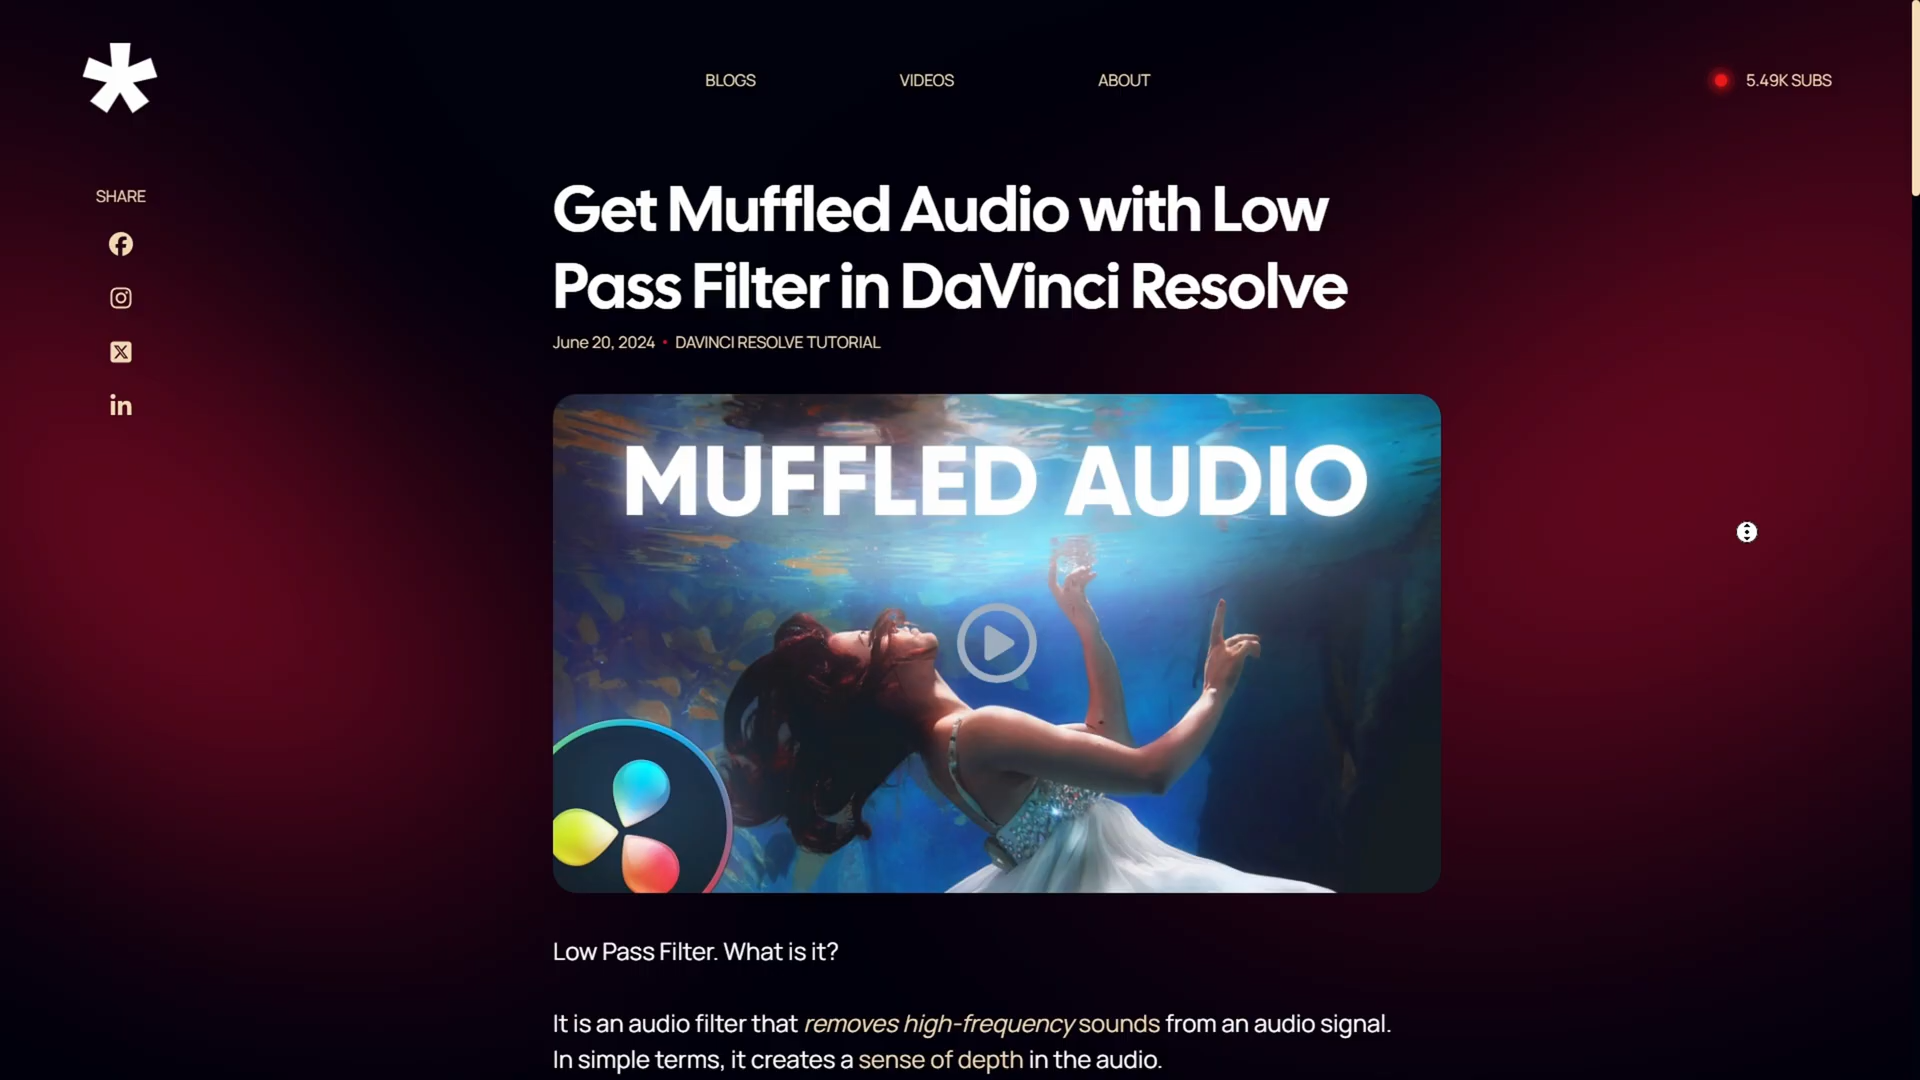 BLOGS
VIDEOS
ABOUT
5.49K SUBS
SHARE
Get Muffled Audio with Low
Pass Filter in DaVinci Resolve
June 20, 2024 • DAVINCI RESOLVE TUTORIAL
MUFFLED AUDIO
Low Pass Filter. What is it?
It is an audio filter that removes high-frequency sounds from an audio signal.
In simple terms, it creates a sense of depth in the audio.